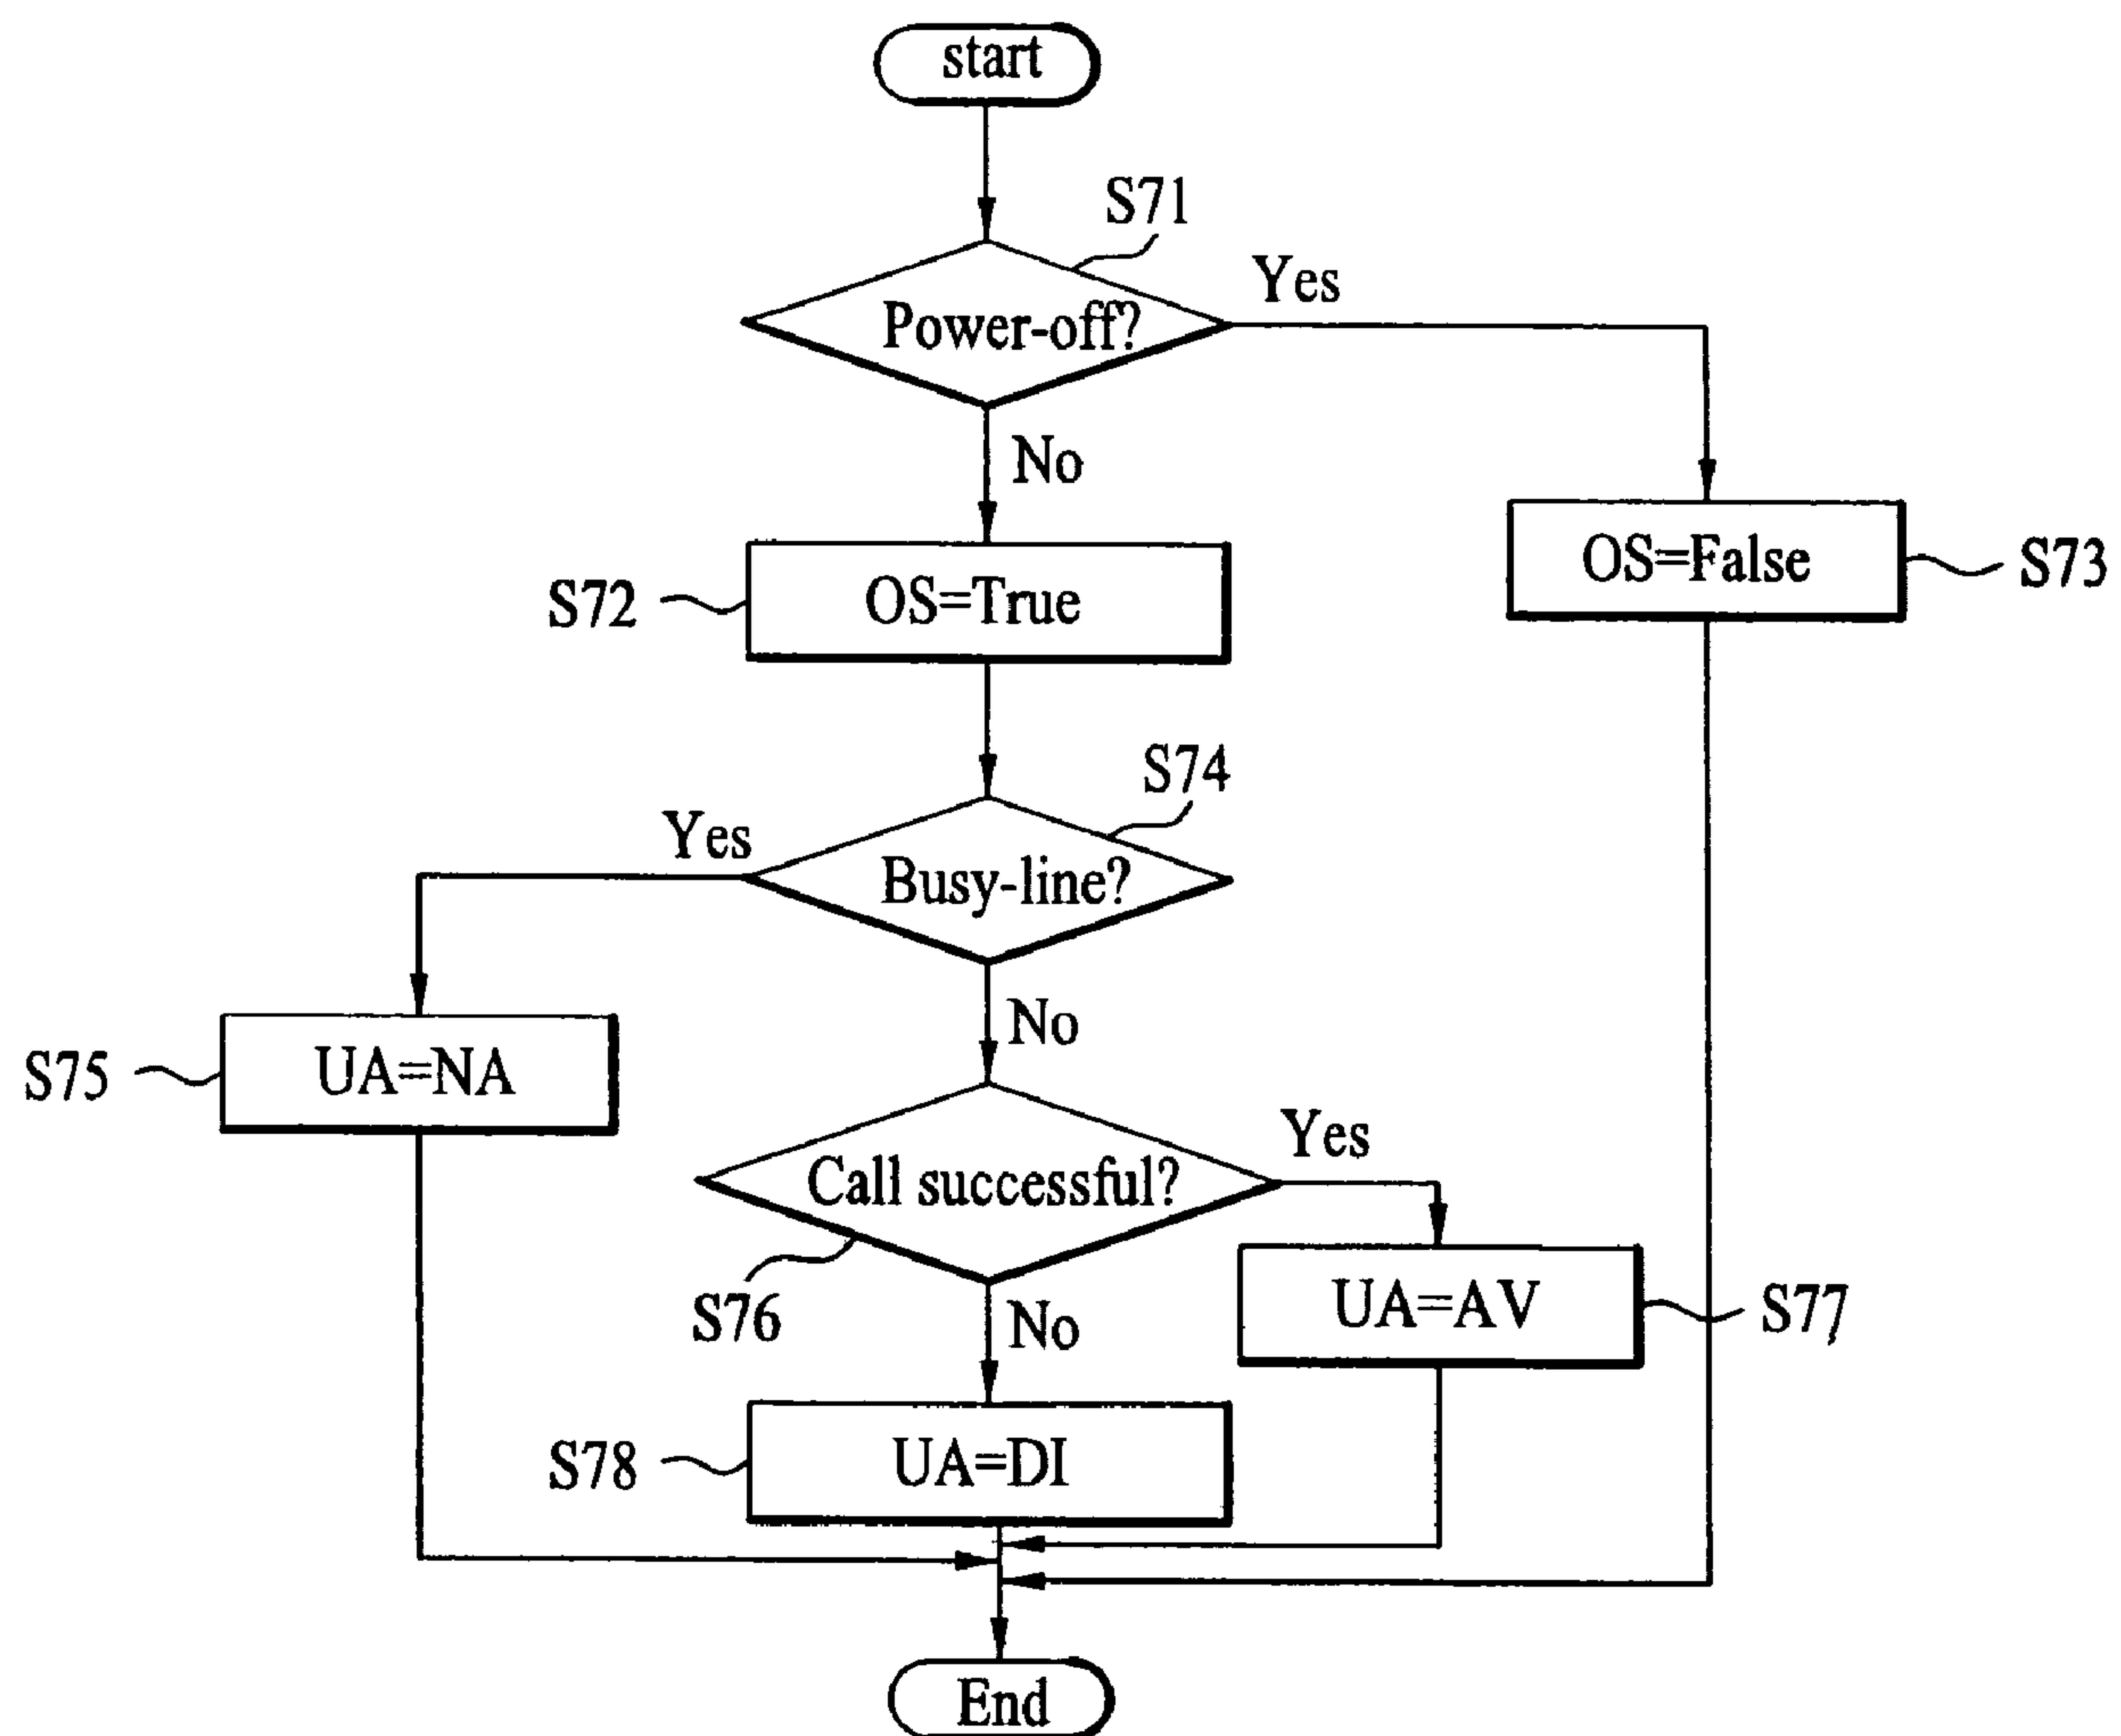 start
S71
Yes
Power-off?
No
OS=False
S73
S72
OS=True
S74
Yes
Busy-line?
No
S75
UA=NA
Yes
Call successful?
S76
No
UA=AV
S77
S78
UA=DI
End